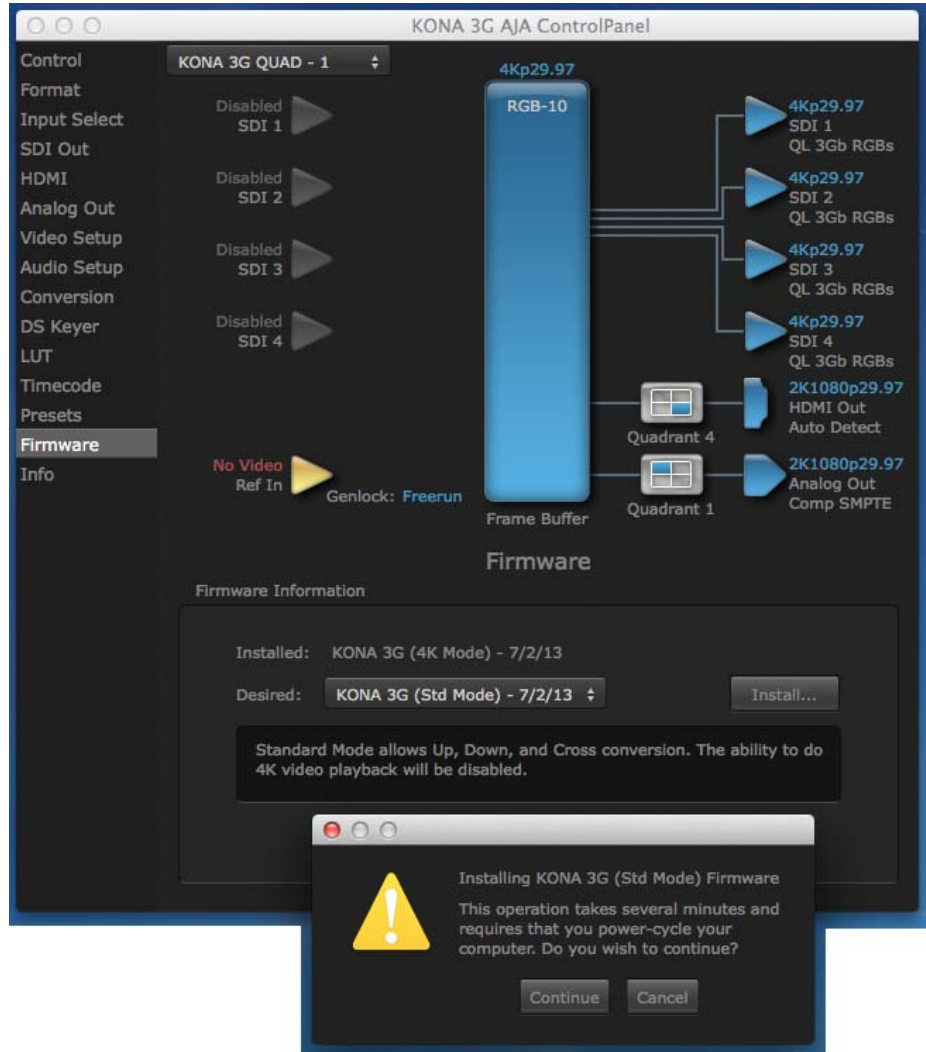 KONA 3G AJA ControlPanel
Control
Format
Input Select
SDI Out
HDMI
Analog Out
Video Setup
Audio Setup
Conversion
DS Keyer
LUT
Timecode
Presets
Firmware
Info
KONA 3G QUAD - 1
Disabled
SDI 1
Disabled
SDI 2
Disabled
SDI 3
Disabled
SDI 4
No Video
Ref In
Genlock: Freerun
4Kp29.97
RGB-10
Frame Buffer
4Kp29.97
SDI 1
QL 3Gb RGBs
4Kp29.97
SDI 2
QL 3Gb RGBs
4Kp29.97
SDI 3
QL 3Gb RGBs
4Kp29.97
SDI 4
QL 3Gb RGBs
Quadrant 4
2K1080p29.97
HDMI Out
Auto Detect
Quadrant 1
2K1080p29.97
Analog Out
Comp SMPTE
Firmware
Firmware Information
Installed: KONA 3G (4K Mode) - 7/2/13
Desired: KONA 3G (Std Mode) - 7/2/13
Install...
Standard Mode allows Up, Down, and Cross conversion. The ability to do
4K video playback will be disabled.
Installing KONA 3G (Std Mode) Firmware
This operation takes several minutes and
requires that you power-cycle your
computer. Do you wish to continue?
Continue
Cancel